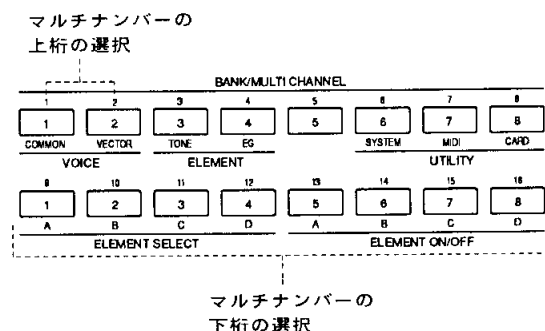 マルチナンバーの
上桁の選択
BANK/MULTI CHANNEL
1 2 3 4 5 6 7 8
1 2 3 4 5 6 7 8
COMMON VECTOR TONE EG SYSTEM MIDI CARD
VOICE ELEMENT UTILITY
9 10 11 12 13 14 15 16
1 2 3 4 5 6 7 8
A B C D A B C D
ELEMENT SELECT ELEMENT ON/OFF
マルチナンバーの
下桁の選択